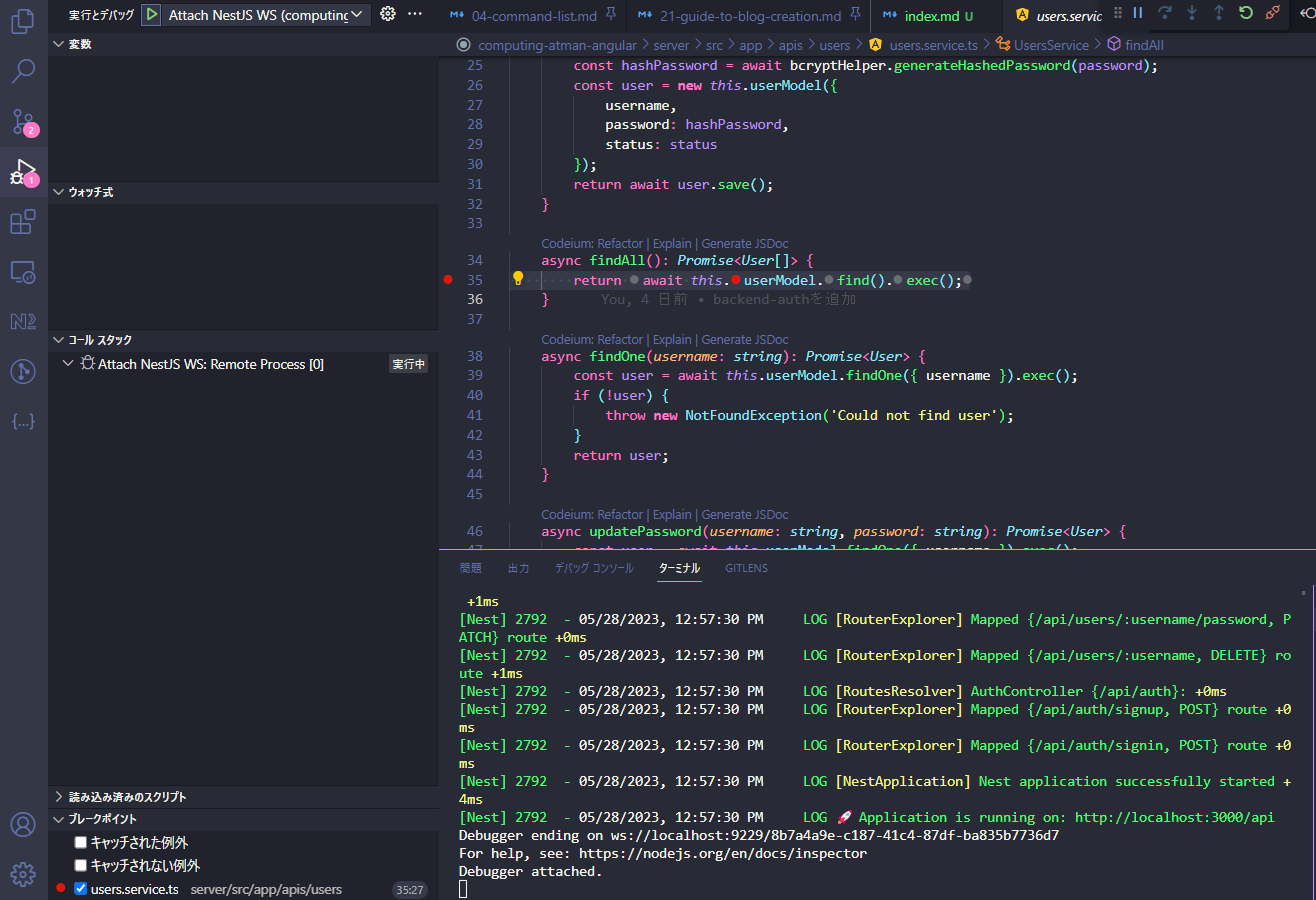 実行とデバッグ Attach NestJS WS (computing
変数
ウォッチ式
コール スタック
Attach NestJS WS: Remote Process [0] 実行中
読み込み済みのスクリプト
ブレークポイント
キャッチされた例外
キャッチされない例外
users.service.ts server/src/app/apis/users 35:27
2
1
04-command-list.md 21-guide-to-blog-creation.md index.md U users.servic
computing-atman-angular > server > src > app > apis > users > users.service.ts > UsersService > findAll
25 const hashPassword = await bcryptHelper.generateHashedPassword(password);
26 const user = new this.userModel({
27 username,
28 password: hashPassword,
29 status: status
30 });
31 return await user.save();
32 }
33
Codeium: Refactor | Explain | Generate JSDoc
34 async findAll(): Promise<User[]> {
35 return await this.userModel.find().exec();
36 } You, 4 日前 • backend-authを追加
37
Codeium: Refactor | Explain | Generate JSDoc
38 async findOne(username: string): Promise<User> {
39 const user = await this.userModel.findOne({ username }).exec();
40 if (!user) {
41 throw new NotFoundException('Could not find user');
42 }
43 return user;
44 }
45
Codeium: Refactor | Explain | Generate JSDoc
46 async updatePassword(username: string, password: string): Promise<User> {
47 const user = await this.userModel.findOne({ username }).exec();
問題 出力 デバッグ コンソール ターミナル GITLENS
+1ms
[Nest] 2792 - 05/28/2023, 12:57:30 PM LOG [RouterExplorer] Mapped {/api/users/:username/password, P
ATCH} route +0ms
[Nest] 2792 - 05/28/2023, 12:57:30 PM LOG [RouterExplorer] Mapped {/api/users/:username, DELETE} ro
ute +1ms
[Nest] 2792 - 05/28/2023, 12:57:30 PM LOG [RoutesResolver] AuthController {/api/auth}: +0ms
[Nest] 2792 - 05/28/2023, 12:57:30 PM LOG [RouterExplorer] Mapped {/api/auth/signup, POST} route +0
ms
[Nest] 2792 - 05/28/2023, 12:57:30 PM LOG [RouterExplorer] Mapped {/api/auth/signin, POST} route +0
ms
[Nest] 2792 - 05/28/2023, 12:57:30 PM LOG [NestApplication] Nest application successfully started +
4ms
[Nest] 2792 - 05/28/2023, 12:57:30 PM LOG 🚀 Application is running on: http://localhost:3000/api
Debugger ending on ws://localhost:9229/8b7a4a9e-c187-41c4-87df-ba835b7736d7
For help, see: https://nodejs.org/en/docs/inspector
Debugger attached.